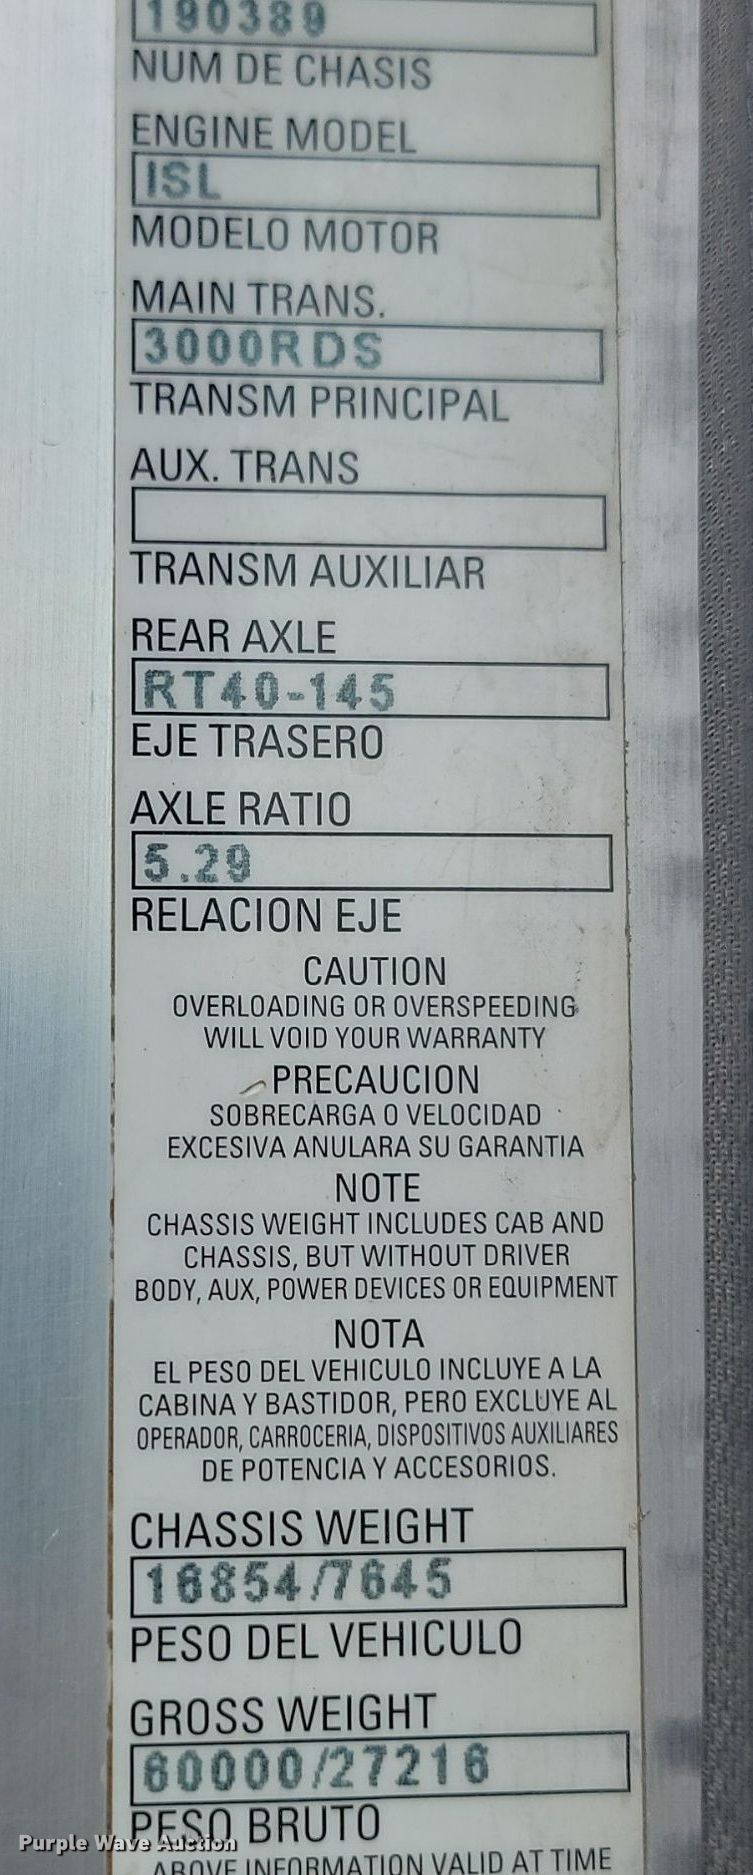 190389
NUM DE CHASIS
ENGINE MODEL
ISL
MODELO MOTOR
MAIN TRANS.
3000RDS
TRANSM PRINCIPAL
AUX. TRANS
TRANSM AUXILIAR
REAR AXLE
RT40-145
EJE TRASERO
AXLE RATIO
5.29
RELACION EJE
CAUTION
OVERLOADING OR OVERSPEEDING
WILL VOID YOUR WARRANTY
PRECAUCION
SOBRECARGA O VELOCIDAD
EXCESIVA ANULARA SU GARANTIA
NOTE
CHASSIS WEIGHT INCLUDES CAB AND
CHASSIS, BUT WITHOUT DRIVER
BODY, AUX, POWER DEVICES OR EQUIPMENT
NOTA
EL PESO DEL VEHICULO INCLUYE A LA
CABINA Y BASTIDOR, PERO EXCLUYE AL
OPERADOR, CARROCERIA, DISPOSITIVOS AUXILIARES
DE POTENCIA Y ACCESORIOS.
CHASSIS WEIGHT
16854/7645
PESO DEL VEHICULO
GROSS WEIGHT
60000/27216
PESO BRUTO
Purple Wave Auction
ABOVE INFORMATION VALID AT TIME